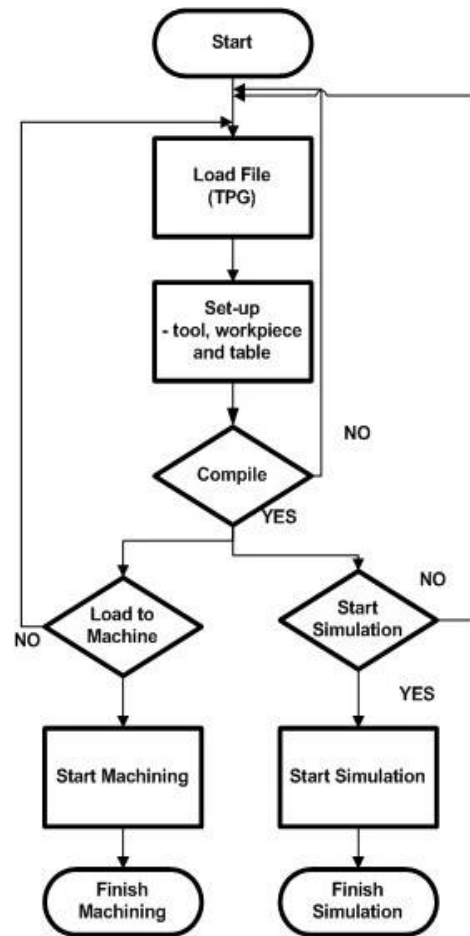 Start
Load File
(TPG)
Set-up
- tool, workpiece
and table
NO
Compile
YES
NO
Load to
Machine
NO
Start
Simulation
YES
Start Machining
Start Simulation
Finish
Machining
Finish
Simulation